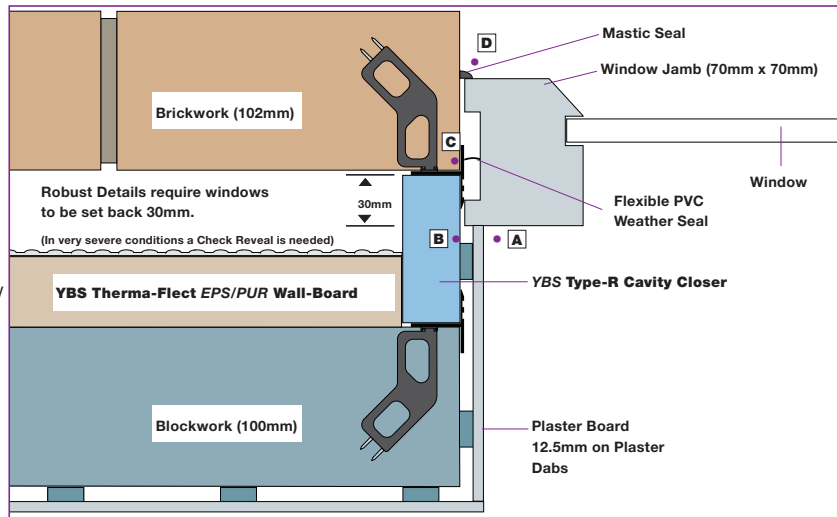 D
Mastic Seal
Window Jamb (70mm x 70mm)
Brickwork (102mm)
C
Window
Robust Details require windows
to be set back 30mm.
30mm
Flexible PVC
Weather Seal
(In very severe conditions a Check Reveal is needed)
B
A
YBS Therma-Flect EPS/PUR Wall-Board
YBS Type-R Cavity Closer
Blockwork (100mm)
Plaster Board
12.5mm on Plaster
Dabs